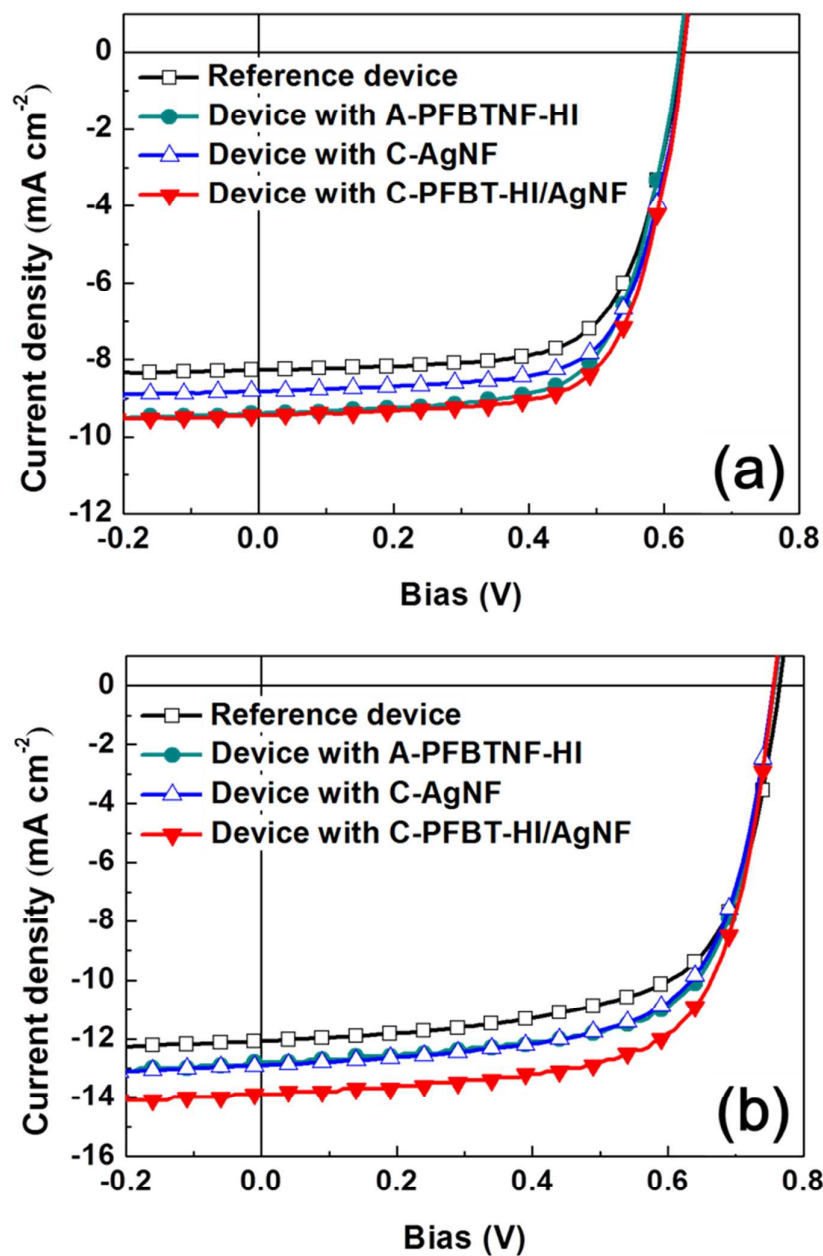 0
Reference device
-2
Device with A-PFBTNF-HI
Device with C-AgNF
-4
Device with C-PFBT-HI/AgNF
-6
-8
-10
-12
(a)
-0.2 0.0 0.2 0.4 0.6 0.8
Current density (mA cm-2)
Bias (V)
0
Reference device
-2
Device with A-PFBTNF-HI
-4
Device with C-AgNF
Device with C-PFBT-HI/AgNF
-6
-8
-10
-12
-14
-16
(b)
-0.2 0.0 0.2 0.4 0.6 0.8
Current density (mA cm-2)
Bias (V)